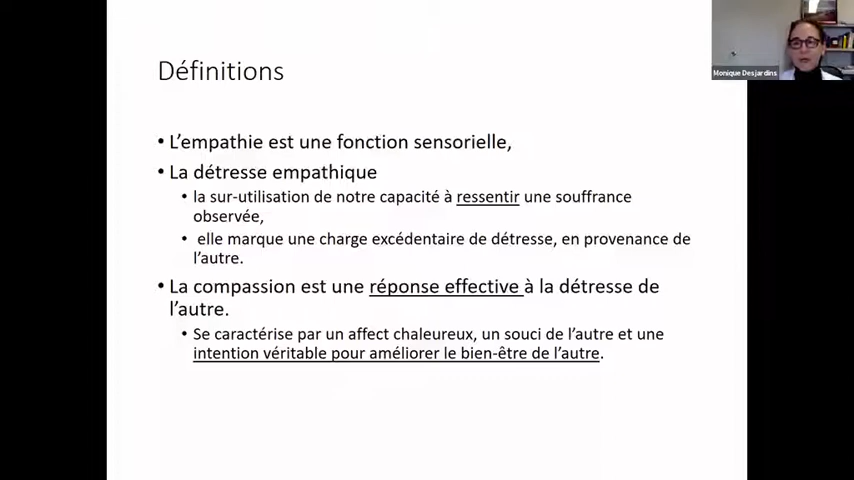 Définitions
Monique Desjardins
• L'empathie est une fonction sensorielle,
• La détresse empathique
• la sur-utilisation de notre capacité à ressentir une souffrance
observée,
• elle marque une charge excédentaire de détresse, en provenance de
l'autre.
• La compassion est une réponse effective à la détresse de
l'autre.
• Se caractérise par un affect chaleureux, un souci de l'autre et une
intention véritable pour améliorer le bien-être de l'autre.